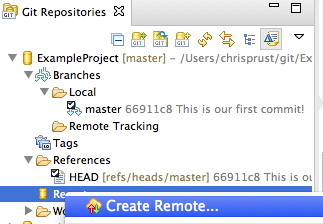 Git Repositories
ExampleProject [master] - /Users/chrisprust/git/Ex
Branches
Local
master 66911c8 This is our first commit!
Remote Tracking
Tags
References
HEAD [refs/heads/master] 66911c8 This is ou
Create Remote...